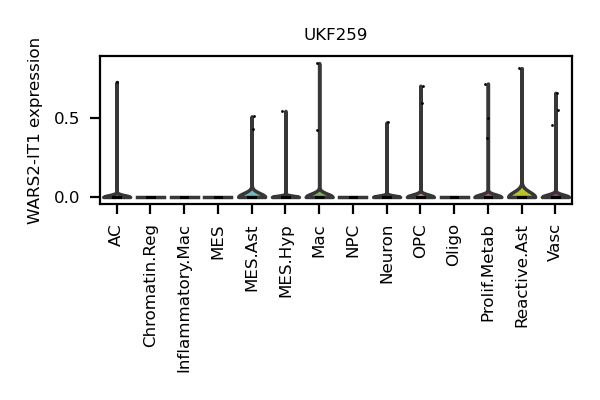 UKF259
WARS2-IT1 expression
0.5
0.0
AC
Chromatin.Reg
Inflammatory.Mac
MES
MES.Ast
MES.Hyp
Mac
NPC
Neuron
OPC
Oligo
Prolif.Metab
Reactive.Ast
Vasc